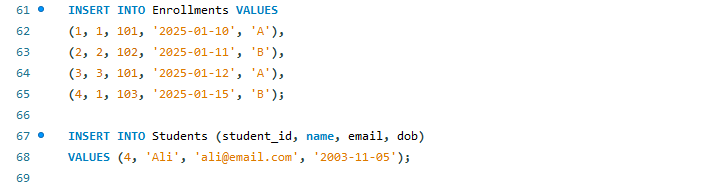 61 INSERT INTO Enrollments VALUES
62 (1, 1, 101, '2025-01-10', 'A'),
63 (2, 2, 102, '2025-01-11', 'B'),
64 (3, 3, 101, '2025-01-12', 'A'),
65 (4, 1, 103, '2025-01-15', 'B');
66
67 INSERT INTO Students (student_id, name, email, dob)
68 VALUES (4, 'Ali', 'ali@email.com', '2003-11-05');
69